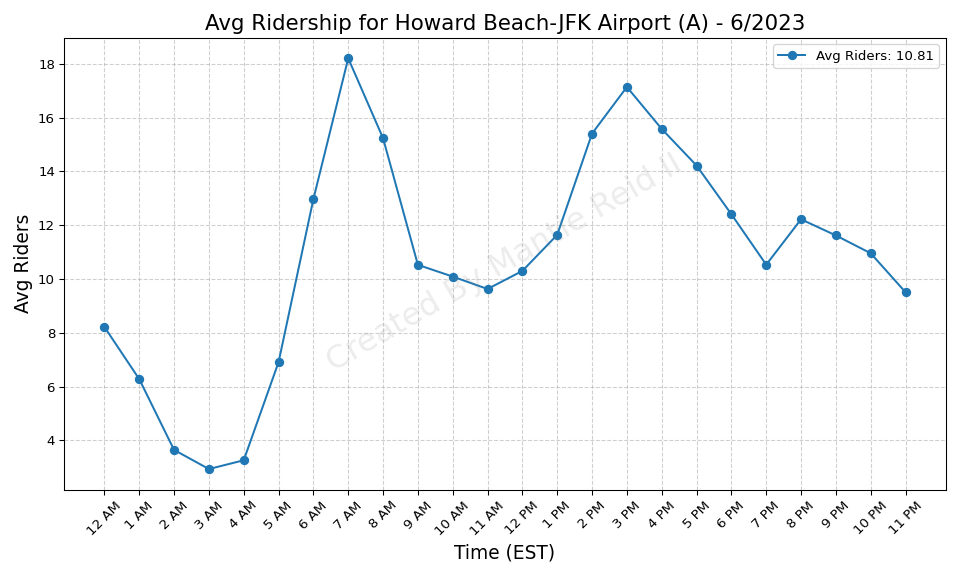 Avg Ridership for Howard Beach-JFK Airport (A) - 6/2023
Avg Riders: 10.81
18
16
14
12
10
8
6
4
Avg Riders
Created By Mantie Reid II
12 AM
1 AM
2 AM
3 AM
4 AM
5 AM
6 AM
7 AM
8 AM
9 AM
10 AM
11 AM
12 PM
1 PM
2 PM
3 PM
4 PM
5 PM
6 PM
7 PM
8 PM
9 PM
10 PM
11 PM
Time (EST)